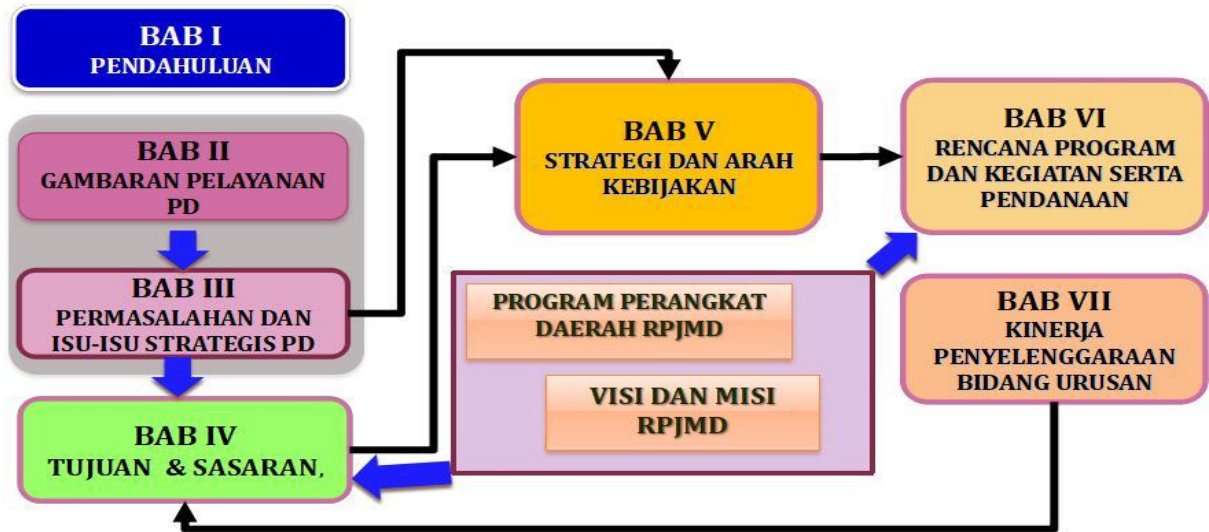 BAB I
PENDAHULUAN
BAB II
GAMBARAN PELAYANAN
PD
BAB III
PERMASALAHAN DAN
ISU-ISU STRATEGIS PD
BAB IV
TUJUAN & SASARAN,
BAB V
STRATEGI DAN ARAH
KEBIJAKAN
PROGRAM PERANGKAT
DAERAH RPJMD
VISI DAN MISI
RPJMD
BAB VI
RENCANA PROGRAM
DAN KEGIATAN SERTA
PENDANAAN
BAB VII
KINERJA
PENYELENGGARAAN
BIDANG URUSAN